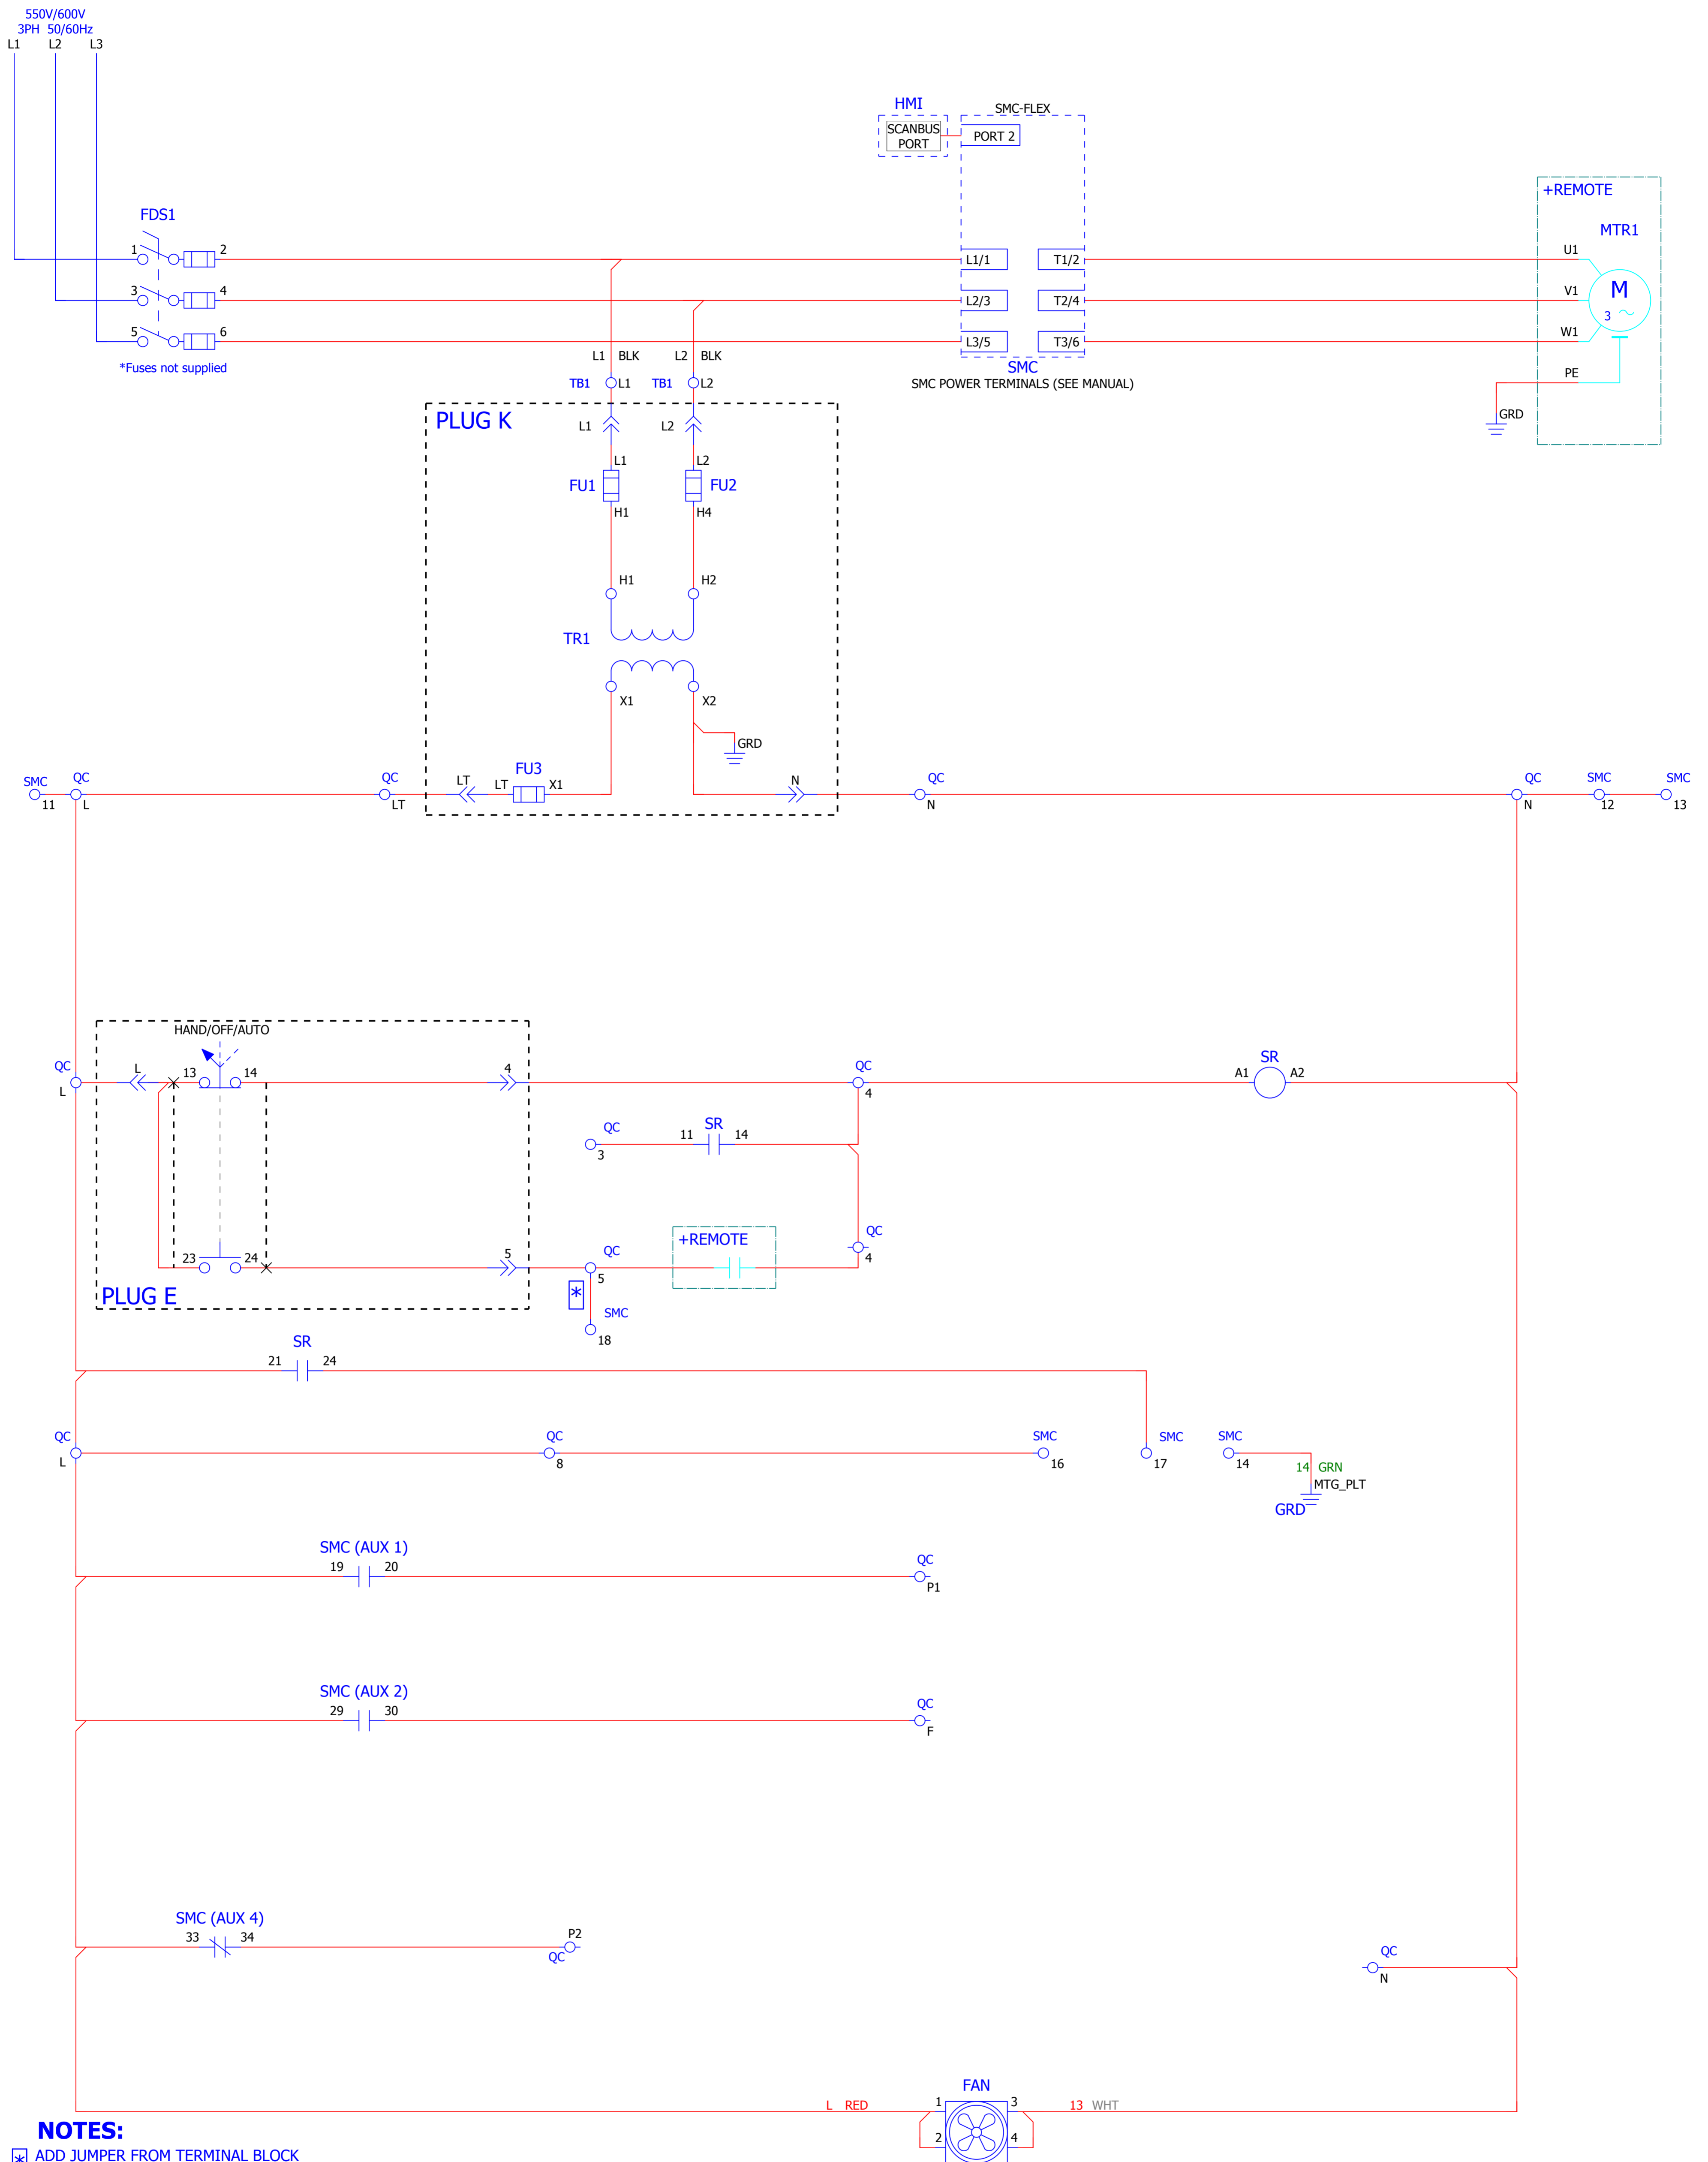 550V/600V
3PH 50/60Hz
L1 L2 L3
HMI
SCANBUS
PORT
SMC-FLEX
PORT 2
+REMOTE
MTR1
FDS1
1 2
L1/1 T1/2
U1
3 4
L2/3 T2/4
V1
M
3
5 6
L3/5 T3/6
W1
*Fuses not supplied
L1 BLK L2 BLK
SMC
SMC POWER TERMINALS (SEE MANUAL)
PE
GRD
TB1 L1 TB1 L2
PLUG K
L1 L2
L1 L2
FU1 FU2
H1 H4
H1 H2
TR1
X1 X2
GRD
SMC QC QC LT LT FU3 X1 N QC QC SMC SMC
11 L LT N N 12 13
HAND/OFF/AUTO
QC L 13 14 4 QC SR
A1 A2
L 4
QC 11 SR 14
3
23 24 5 QC +REMOTE QC
5 4
PLUG E
*
SMC
18
SR
21 24
QC QC SMC SMC SMC
L 8 16 17 14
14 GRN
MTG_PLT
GRD
SMC (AUX 1)
19 20 QC
P1
SMC (AUX 2)
29 30 QC
F
SMC (AUX 4)
33 34 P2
QC
QC
N
FAN
L RED 1 3 13 WHT
2 4
NOTES:
* ADD JUMPER FROM TERMINAL BLOCK